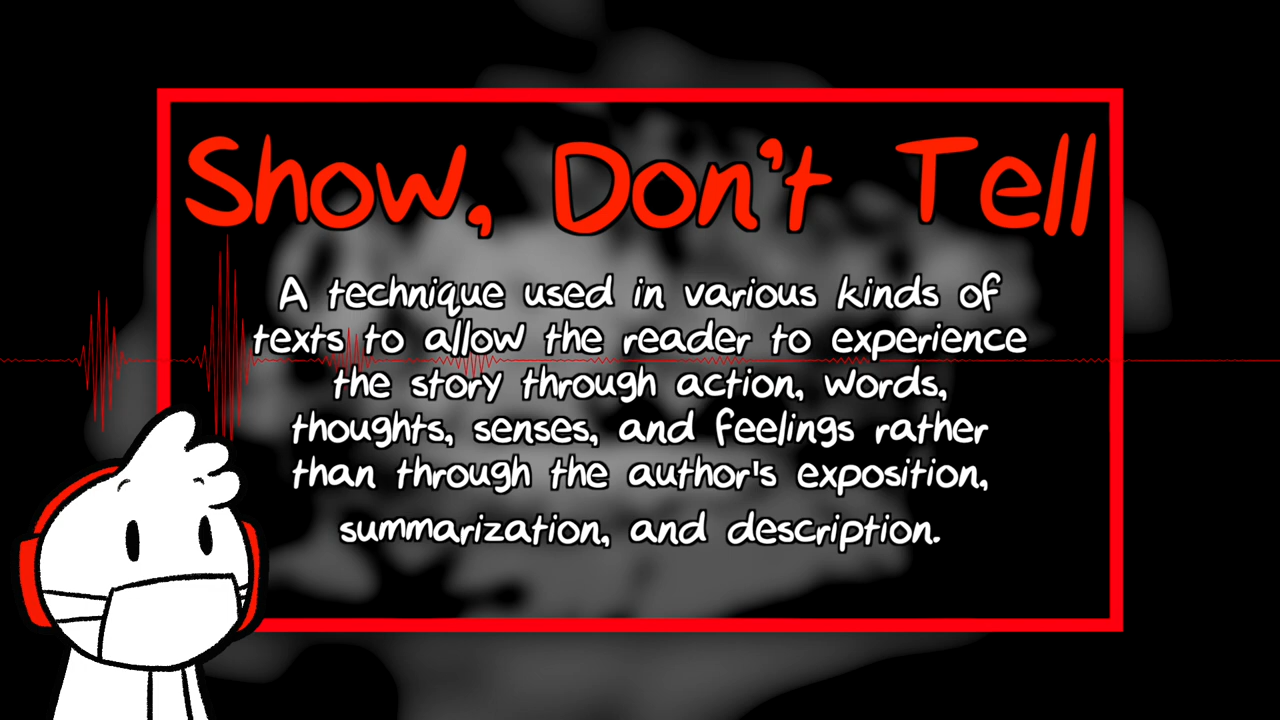 Show, Don't Tell
A technique used in various kinds of
texts to allow the reader to experience
the story through action, words,
thoughts, senses, and feelings rather
than through the author's exposition,
summarization, and description.